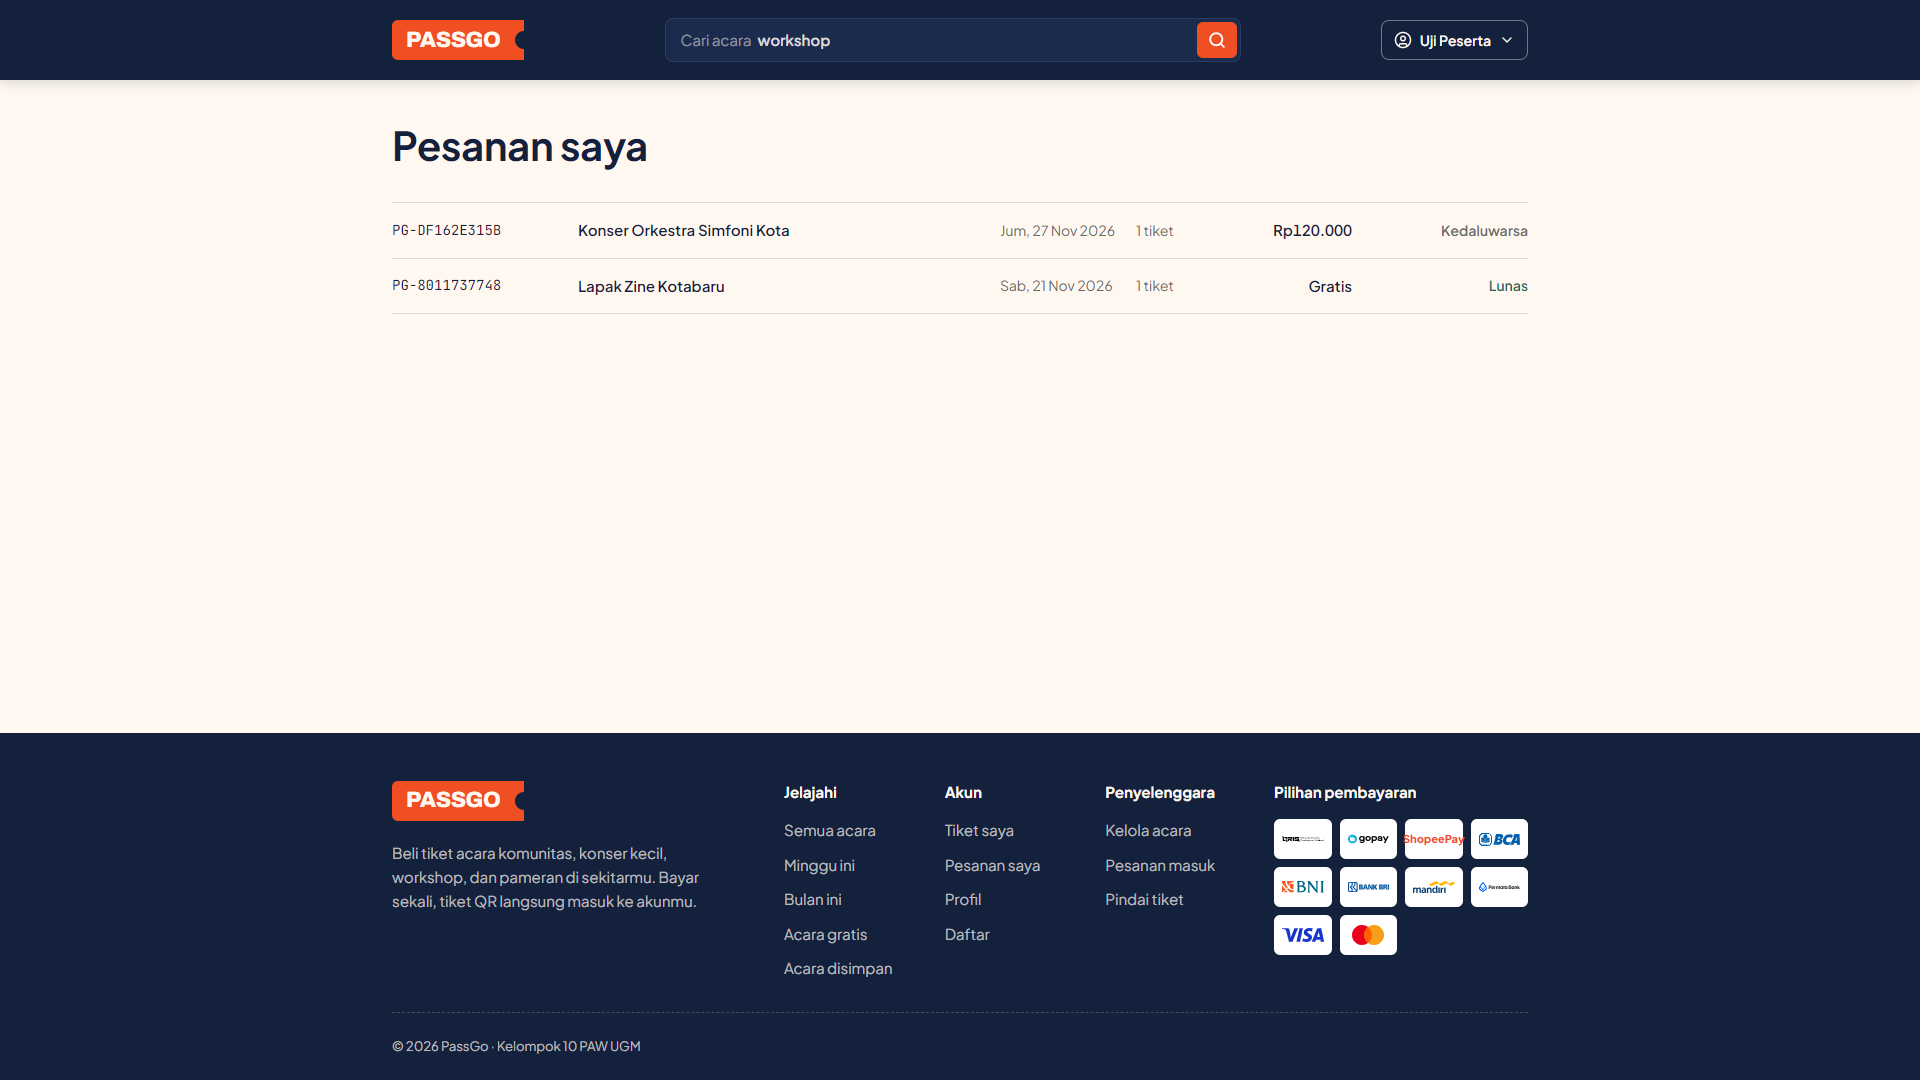 PASSGO
Cari acara workshop
Uji Peserta
Pesanan saya
PG-DF162E315B Konser Orkestra Simfoni Kota Jum, 27 Nov 2026 1 tiket Rp120.000 Kedaluwarsa
PG-8011737748 Lapak Zine Kotabaru Sab, 21 Nov 2026 1 tiket Gratis Lunas
PASSGO
Beli tiket acara komunitas, konser kecil,
workshop, dan pameran di sekitarmu. Bayar
sekali, tiket QR langsung masuk ke akunmu.
Jelajahi
Semua acara
Minggu ini
Bulan ini
Acara gratis
Acara disimpan
Akun
Tiket saya
Pesanan saya
Profil
Daftar
Penyelenggara
Kelola acara
Pesanan masuk
Pindai tiket
Pilihan pembayaran
QRIS gopay ShopeePay BCA
BNI BANK BRI mandiri PermataBank
VISA
© 2026 PassGo · Kelompok 10 PAW UGM